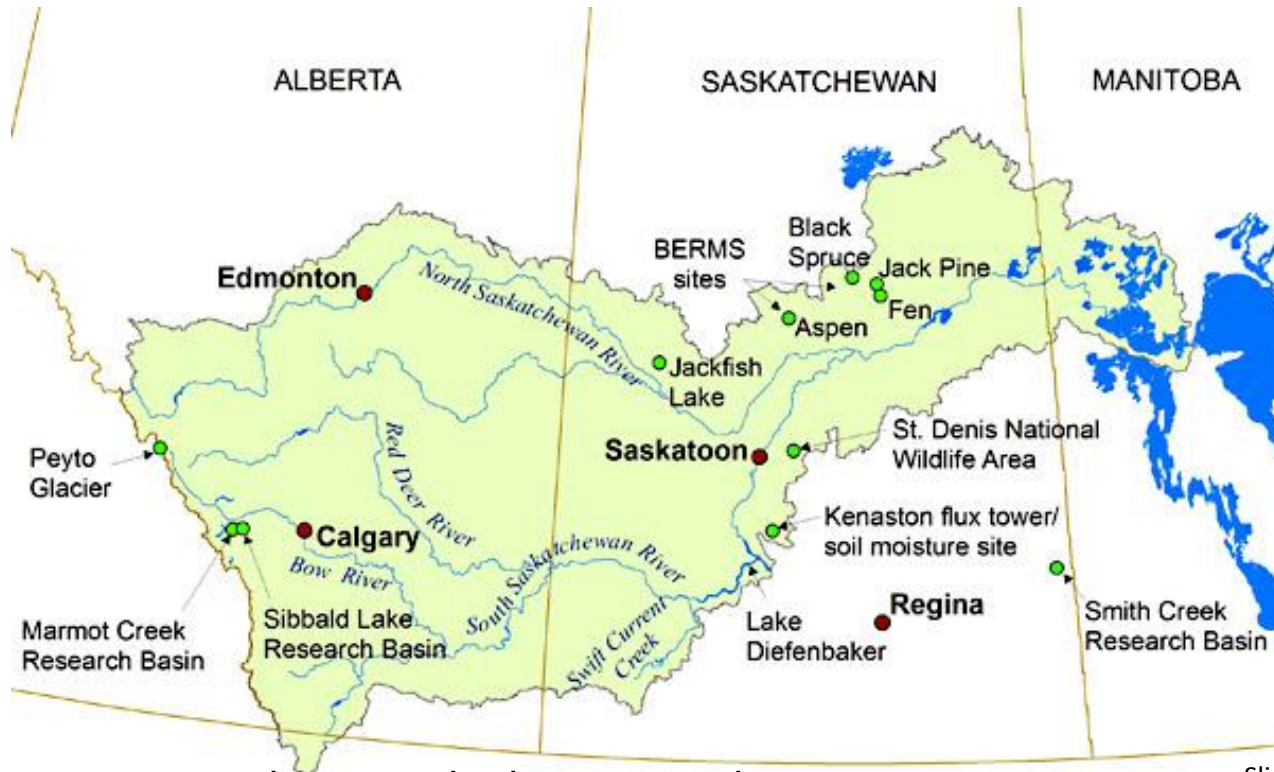 ALBERTA
SASKATCHEWAN
MANITOBA
Black
Spruce
BERMS
sites
Jack Pine
Fen
Aspen
Edmonton
North Saskatchewan River
Jackfish
Lake
Peyto
Glacier
Red Deer River
Saskatoon
St. Denis National
Wildlife Area
Calgary
Bow River
South Saskatchewan River
Kenaston flux tower/
soil moisture site
Marmot Creek
Research Basin
Sibbald Lake
Research Basin
Swift Current
Creek
Lake
Diefenbaker
Regina
Smith Creek
Research Basin